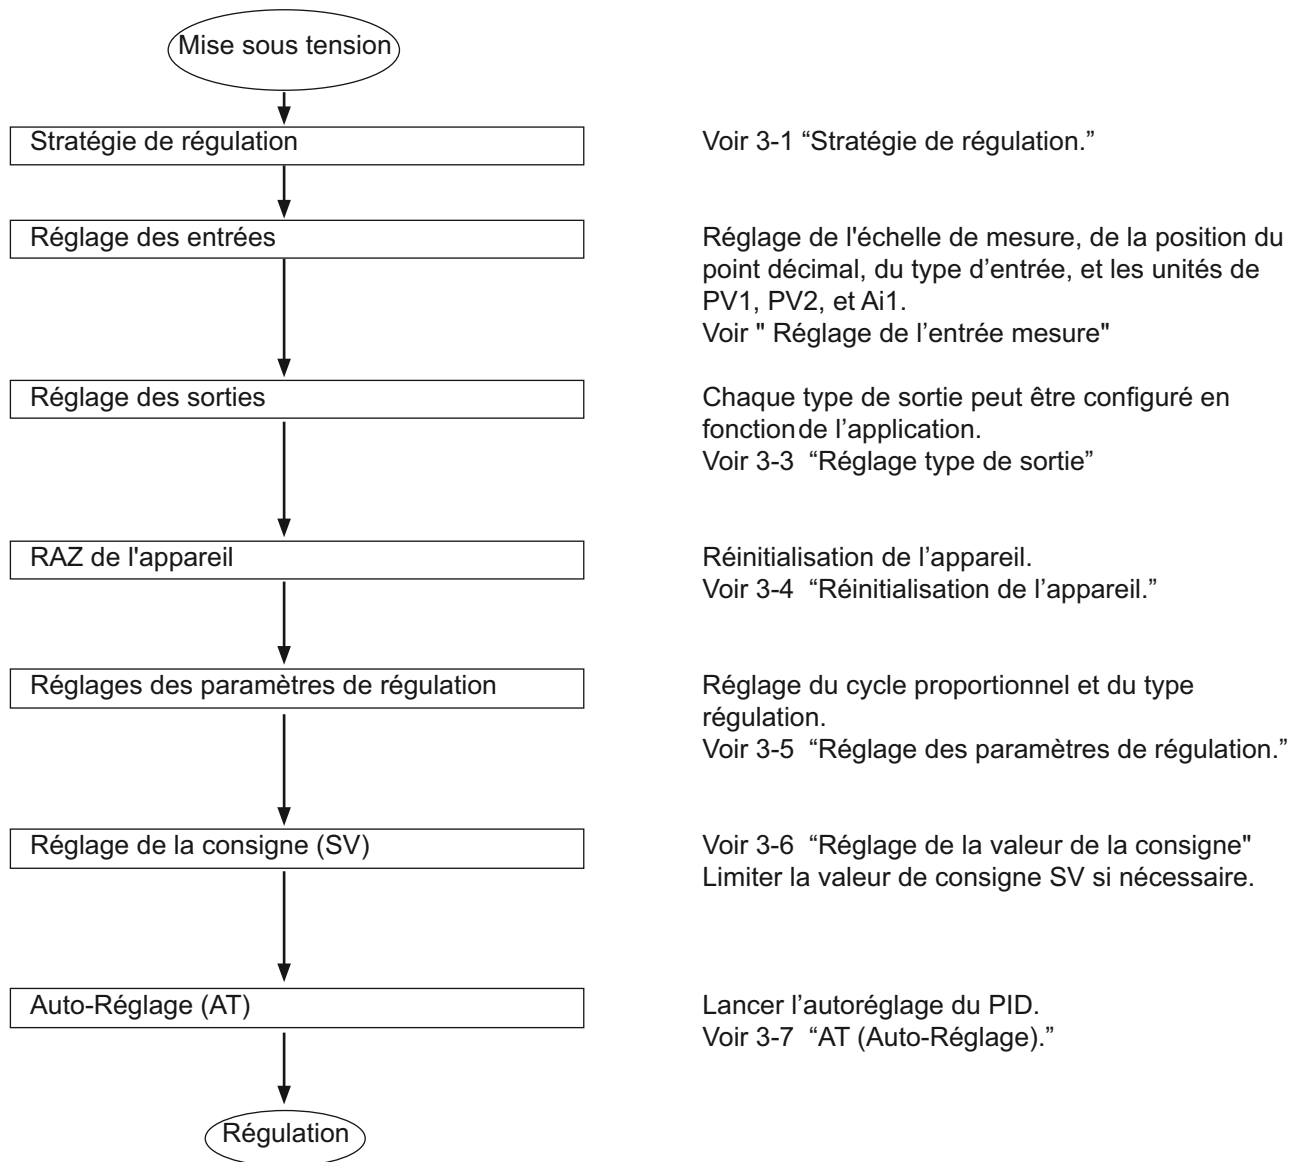 Mise sous tension
Stratégie de régulation
Voir 3-1 “Stratégie de régulation.”
Réglage des entrées
Réglage de l'échelle de mesure, de la position du
point décimal, du type d’entrée, et les unités de
PV1, PV2, et Ai1.
Voir " Réglage de l’entrée mesure"
Réglage des sorties
Chaque type de sortie peut être configuré en
fonction de l’application.
Voir 3-3 “Réglage type de sortie”
RAZ de l'appareil
Réinitialisation de l’appareil.
Voir 3-4 “Réinitialisation de l’appareil.”
Réglages des paramètres de régulation
Réglage du cycle proportionnel et du type
régulation.
Voir 3-5 “Réglage des paramètres de régulation.”
Réglage de la consigne (SV)
Voir 3-6 “Réglage de la valeur de la consigne"
Limiter la valeur de consigne SV si nécessaire.
Auto-Réglage (AT)
Lancer l’autoréglage du PID.
Voir 3-7 “AT (Auto-Réglage).”
Régulation